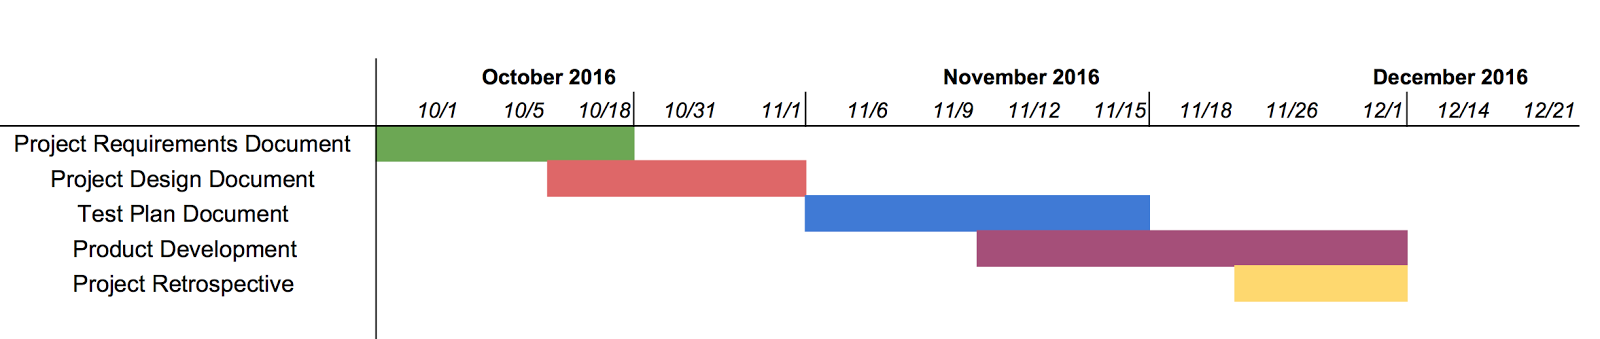 October 2016 November 2016 December 2016
10/1 10/5 10/18 10/31 11/1 11/6 11/9 11/12 11/15 11/18 11/26 12/1 12/14 12/21
Project Requirements Document
Project Design Document
Test Plan Document
Product Development
Project Retrospective